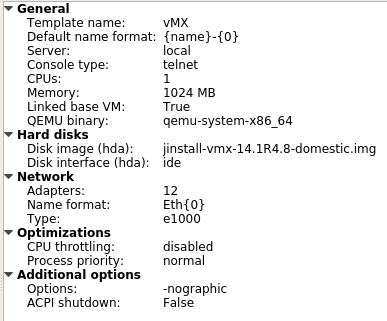 General
Template name: vMX
Default name format: {name}-{0}
Server: local
Console type: telnet
CPUs: 1
Memory: 1024 MB
Linked base VM: True
QEMU binary: qemu-system-x86_64
Hard disks
Disk image (hda): jinstall-vmx-14.1R4.8-domestic.img
Disk interface (hda): ide
Network
Adapters: 12
Name format: Eth{0}
Type: e1000
Optimizations
CPU throttling: disabled
Process priority: normal
Additional options
Options: -nographic
ACPI shutdown: False